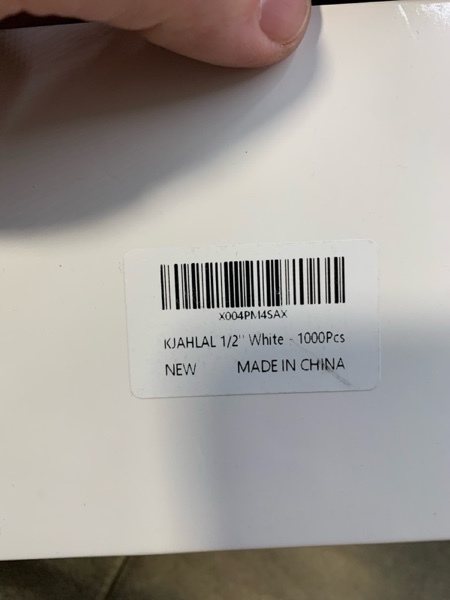 X004PM4SAX
KJAHLAL 1/2'' White - 1000Pcs
NEW MADE IN CHINA